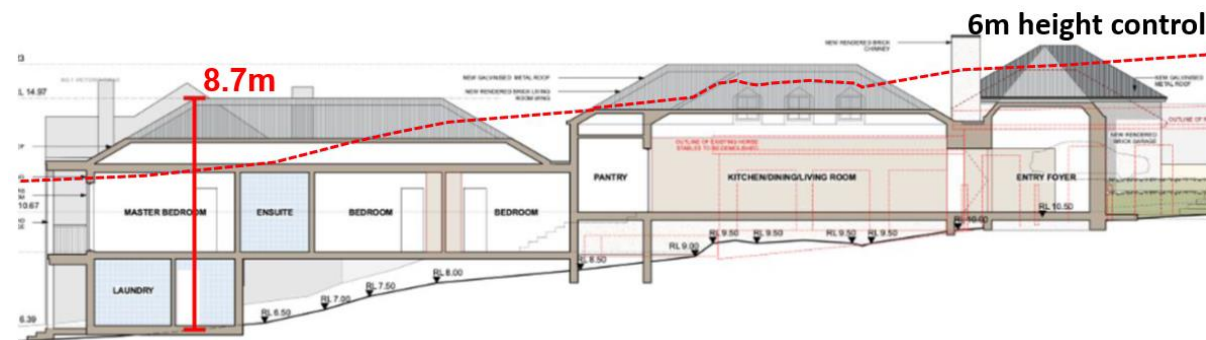 6m height control
NEW RENDERED BRICK
CHIMNEY
8.7m
NEW GALVINISED METAL ROOF
NEW RENDERED BRICK LIVING
ROOM WING
NEW GALVANISED
METAL ROOF
RL 14.97
OUTLINE OF EXISTING HORSE
STABLES TO BE DEMOLISHED
NEW RENDERED
BRICK GARAGE
PANTRY
KITCHEN/DINING/LIVING ROOM
ENTRY FOYER
10.67
MASTER BEDROOM
ENSUITE
BEDROOM
BEDROOM
RL 10.00
RL 10.50
RL 9.00
RL 9.50
RL 9.50
RL 9.50
RL 9.50
RL 8.50
RL 8.00
RL 7.50
RL 7.00
RL 6.50
LAUNDRY
6.39